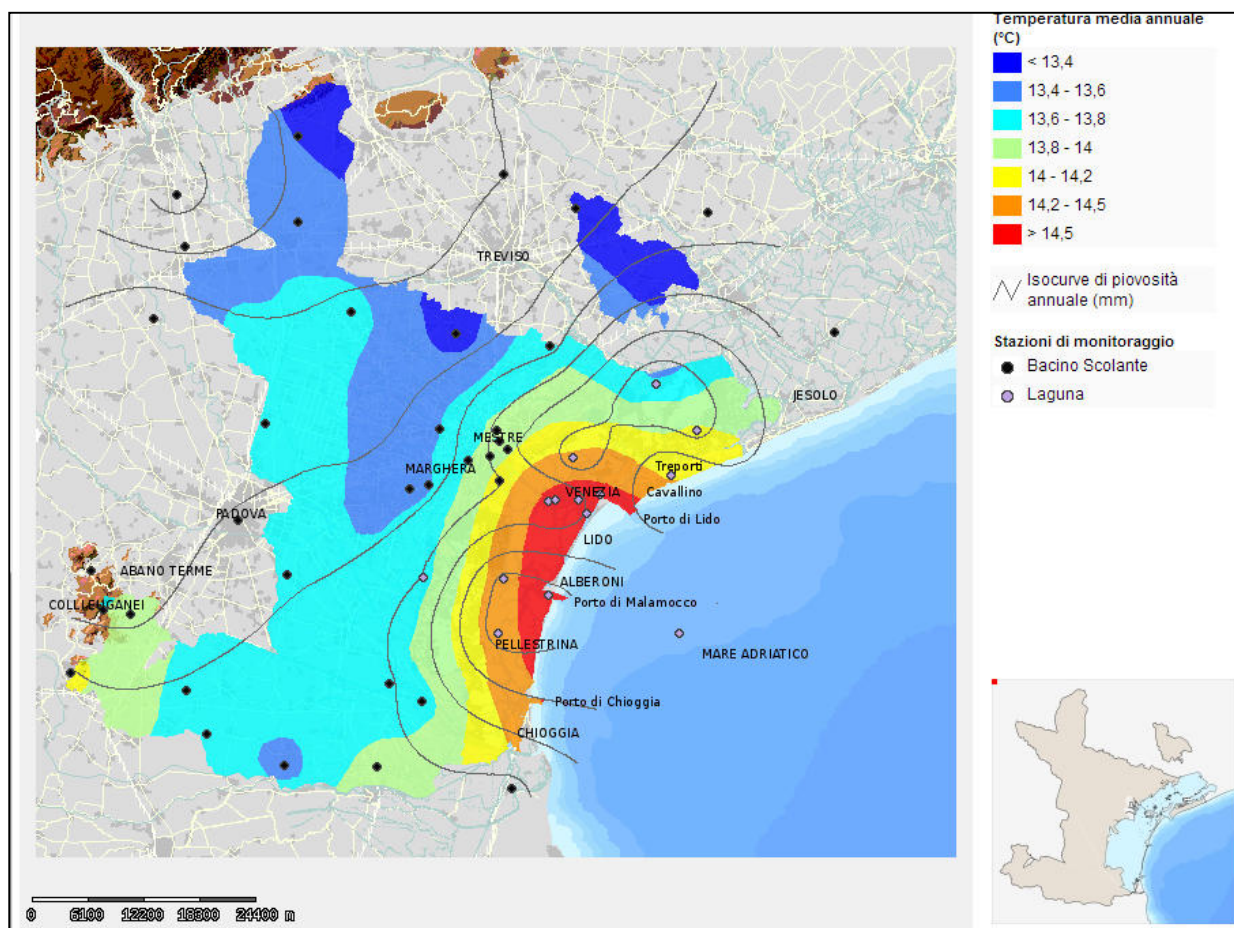 Temperatura media annuale
(°C)
< 13,4
13,4 - 13,6
13,6 - 13,8
13,8 - 14
14 - 14,2
14,2 - 14,5
> 14,5
Isocurve di piovosità
annuale (mm)
Stazioni di monitoraggio
Bacino Scolante
Laguna
TREVISO
JESOLO
MESTRE
MARGHERA
Treporti
VENEZIA
Cavallino
PADOVA
Porto di Lido
LIDO
ABANO TERME
ALBERONI
COLLI EUGANEI
Porto di Malamocco
PELLESTRINA
MARE ADRIATICO
Porto di Chioggia
CHIOGGIA
0 6100 12200 18300 24400 m